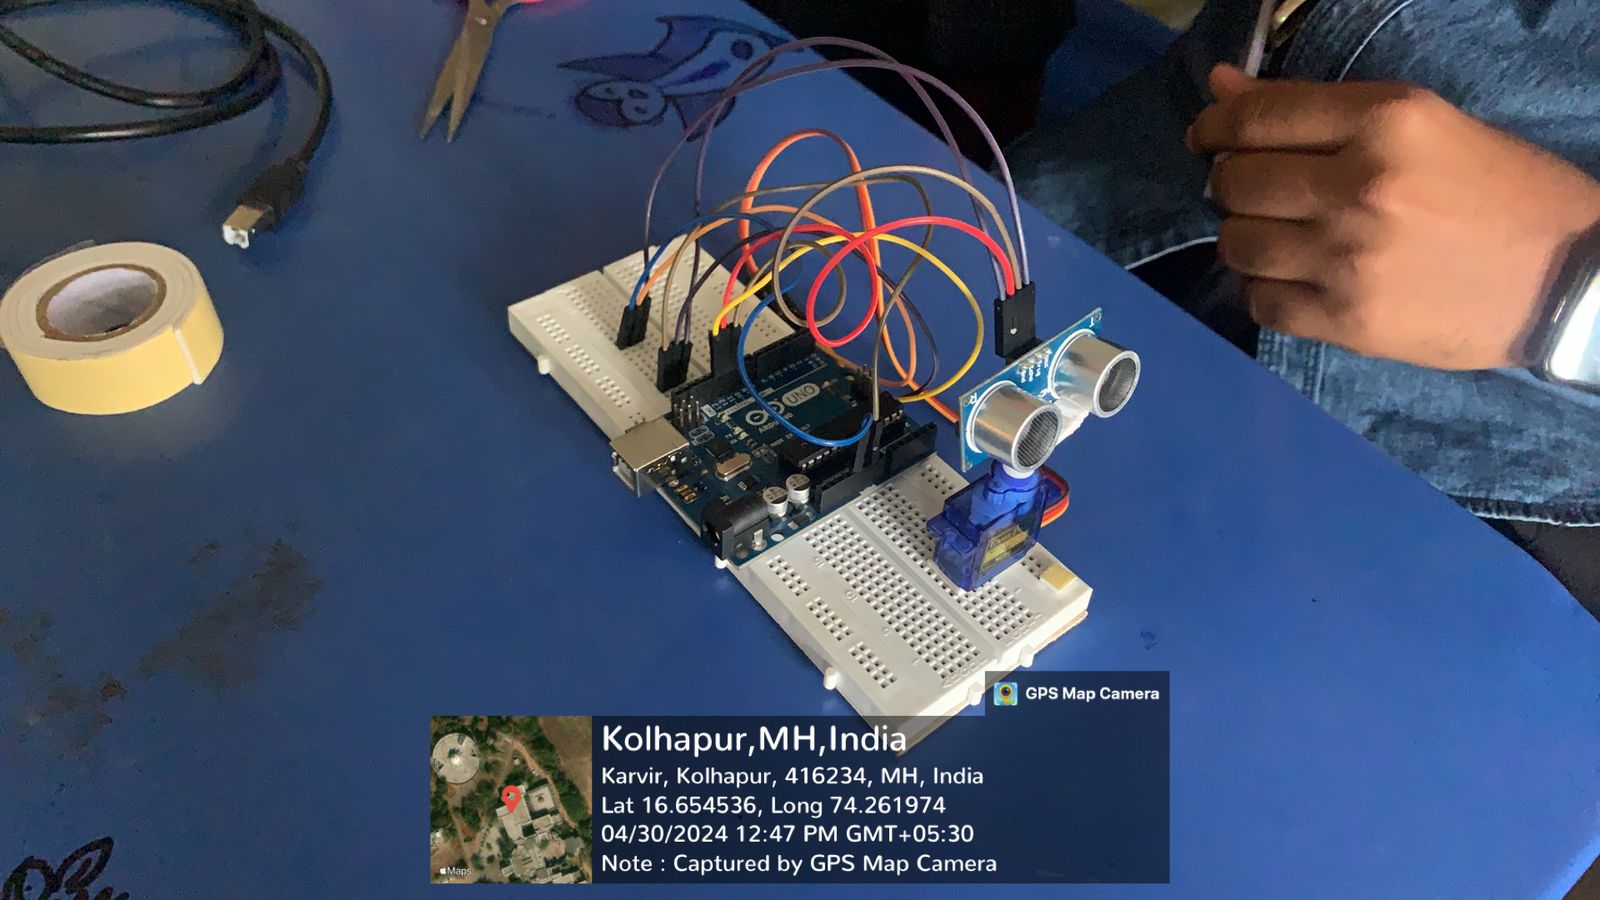 UNO
GPS Map Camera
Kolhapur,MH,India
Karvir, Kolhapur, 416234, MH, India
Lat 16.654536, Long 74.261974
04/30/2024 12:47 PM GMT+05:30
Note : Captured by GPS Map Camera
Maps